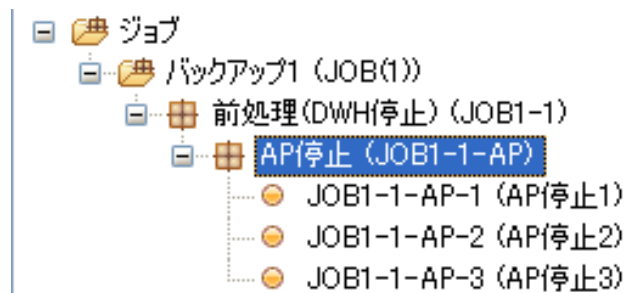 ジョブ
バックアップ1 (JOB(1))
前処理(DWH停止) (JOB1-1)
AP停止 (JOB1-1-AP)
JOB1-1-AP-1 (AP停止1)
JOB1-1-AP-2 (AP停止2)
JOB1-1-AP-3 (AP停止3)